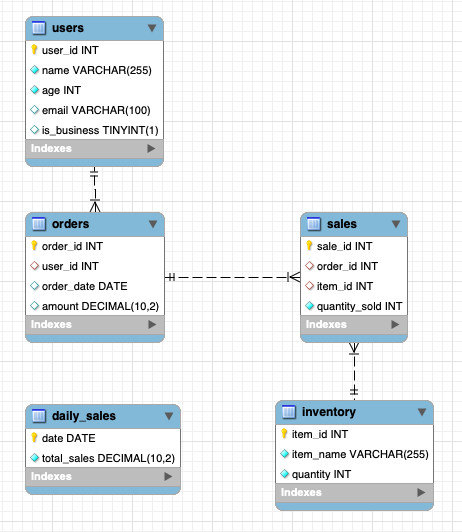 users
user_id INT
name VARCHAR(255)
age INT
email VARCHAR(100)
is_business TINYINT(1)
Indexes
orders
order_id INT
user_id INT
order_date DATE
amount DECIMAL(10,2)
Indexes
sales
sale_id INT
order_id INT
item_id INT
quantity_sold INT
Indexes
daily_sales
date DATE
total_sales DECIMAL(10,2)
Indexes
inventory
item_id INT
item_name VARCHAR(255)
quantity INT
Indexes